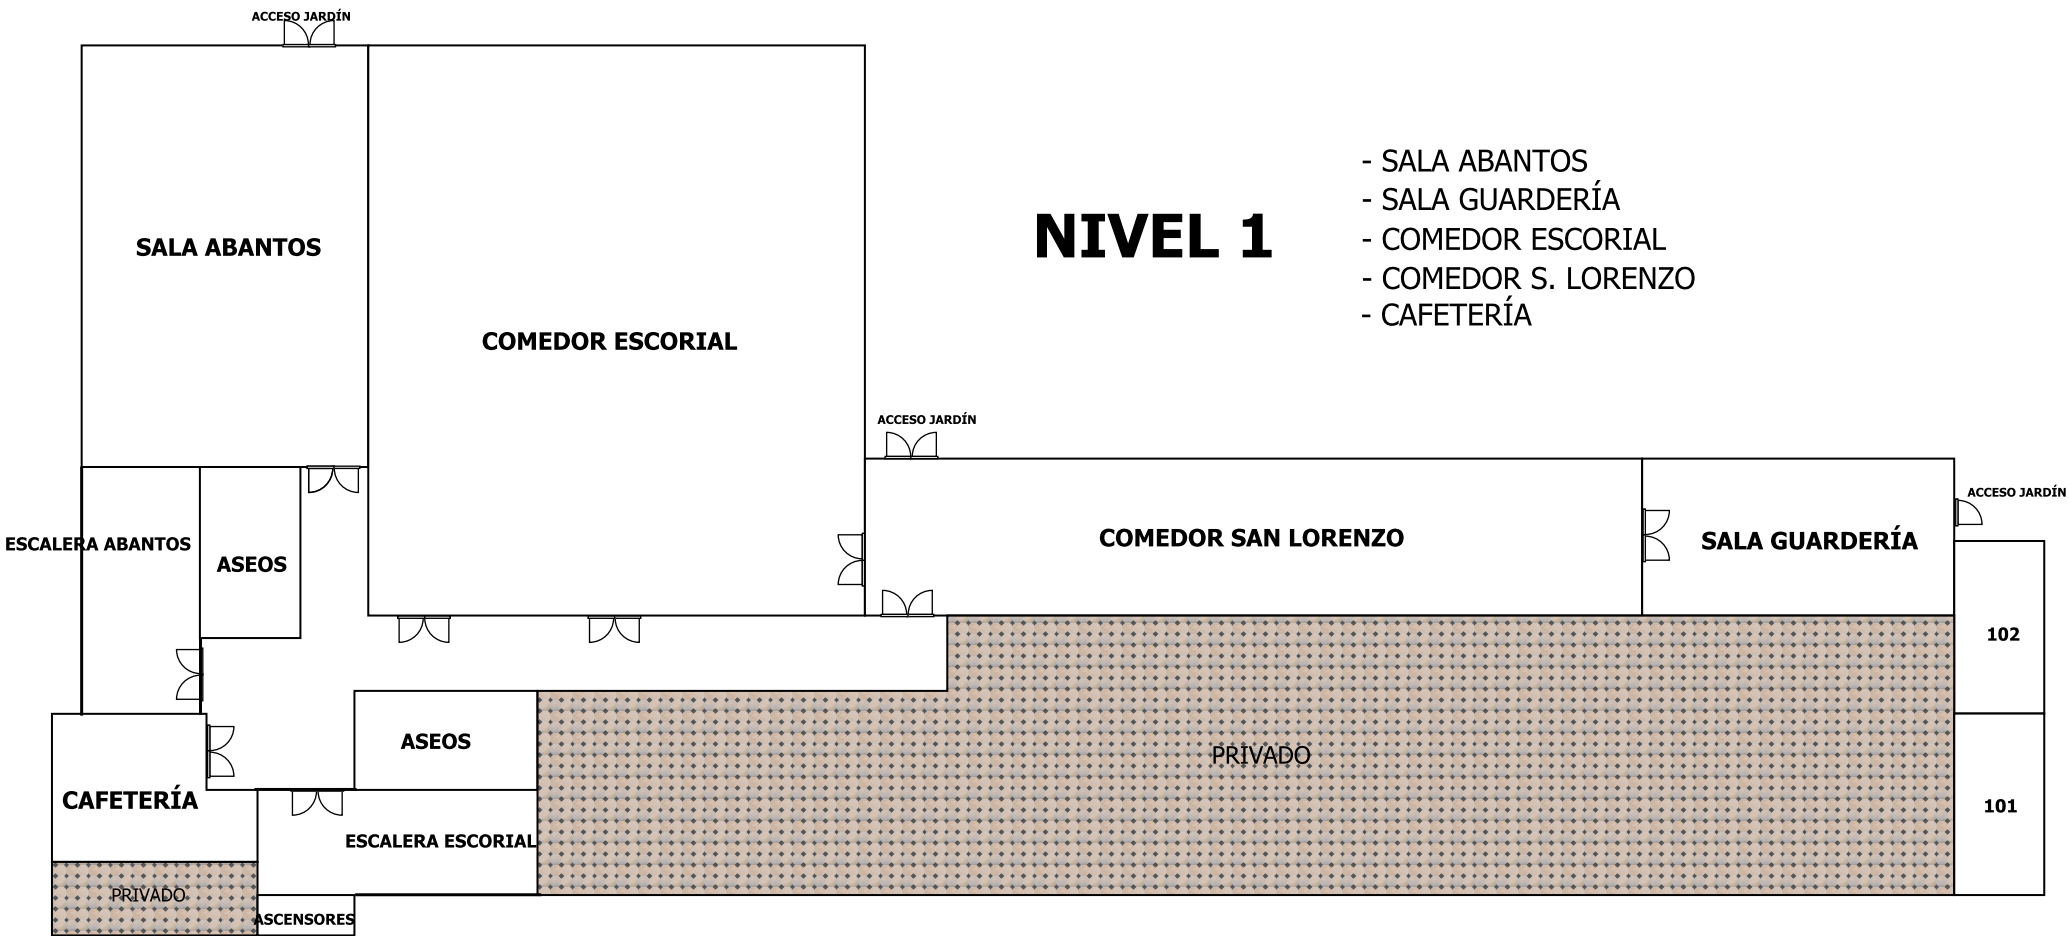 ACCESO JARDÍN
NIVEL 1
- SALA ABANTOS
- SALA GUARDERÍA
- COMEDOR ESCORIAL
- COMEDOR S. LORENZO
- CAFETERÍA
SALA ABANTOS
COMEDOR ESCORIAL
ACCESO JARDÍN
ACCESO JARDÍN
COMEDOR SAN LORENZO
SALA GUARDERÍA
ESCALERA ABANTOS
ASEOS
102
ASEOS
PRIVADO
CAFETERÍA
101
ESCALERA ESCORIAL
PRIVADO
ASCENSORES